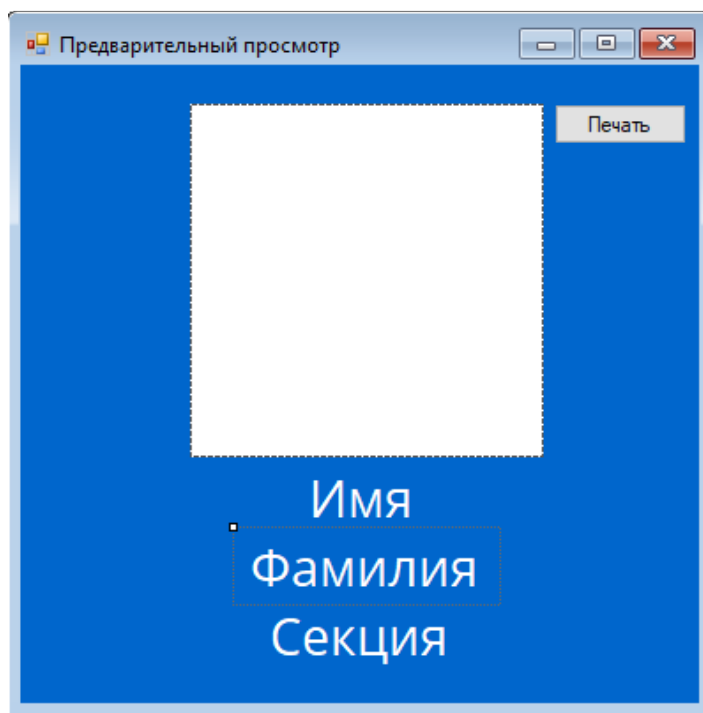 Предварительный просмотр
Печать
Имя
Фамилия
Секция